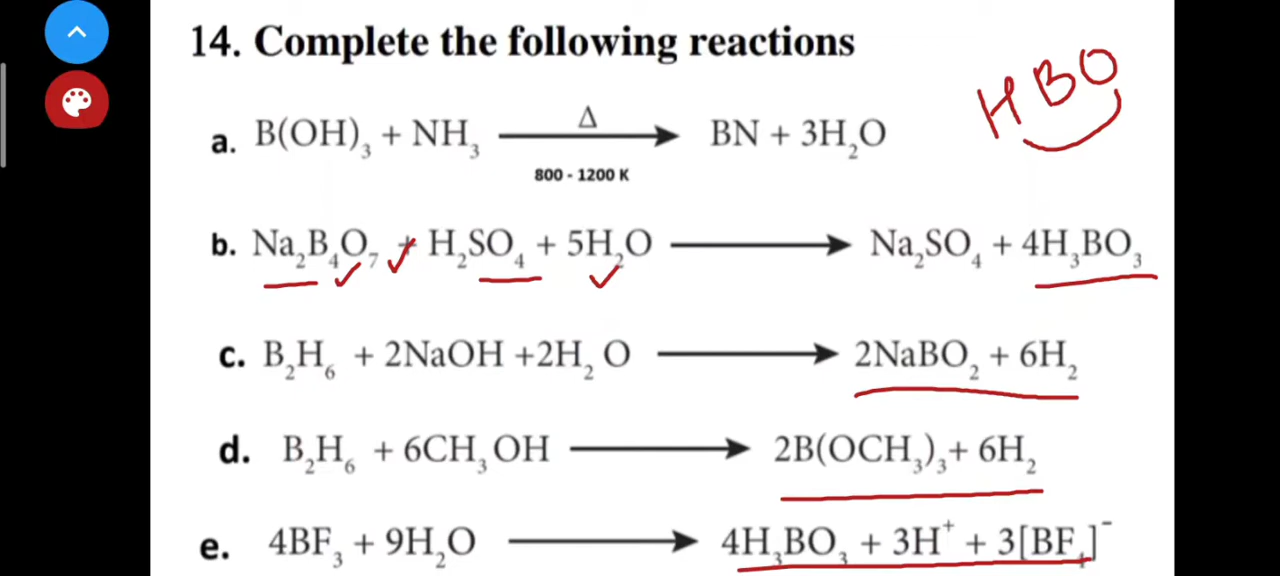 14. Complete the following reactions
HBO
a. B(OH)₃ + NH₃ ⟶ BN + 3H₂O
Δ
800 - 1200 K
b. Na₂B₄O₇ + H₂SO₄ + 5H₂O ⟶ Na₂SO₄ + 4H₃BO₃
c. B₂H₆ + 2NaOH +2H₂ O ⟶ 2NaBO₂ + 6H₂
d. B₂H₆ + 6CH₃OH ⟶ 2B(OCH₃)₃+ 6H₂
e. 4BF₃ + 9H₂O ⟶ 4H₃BO₃ + 3H⁺ + 3[BF₄]⁻